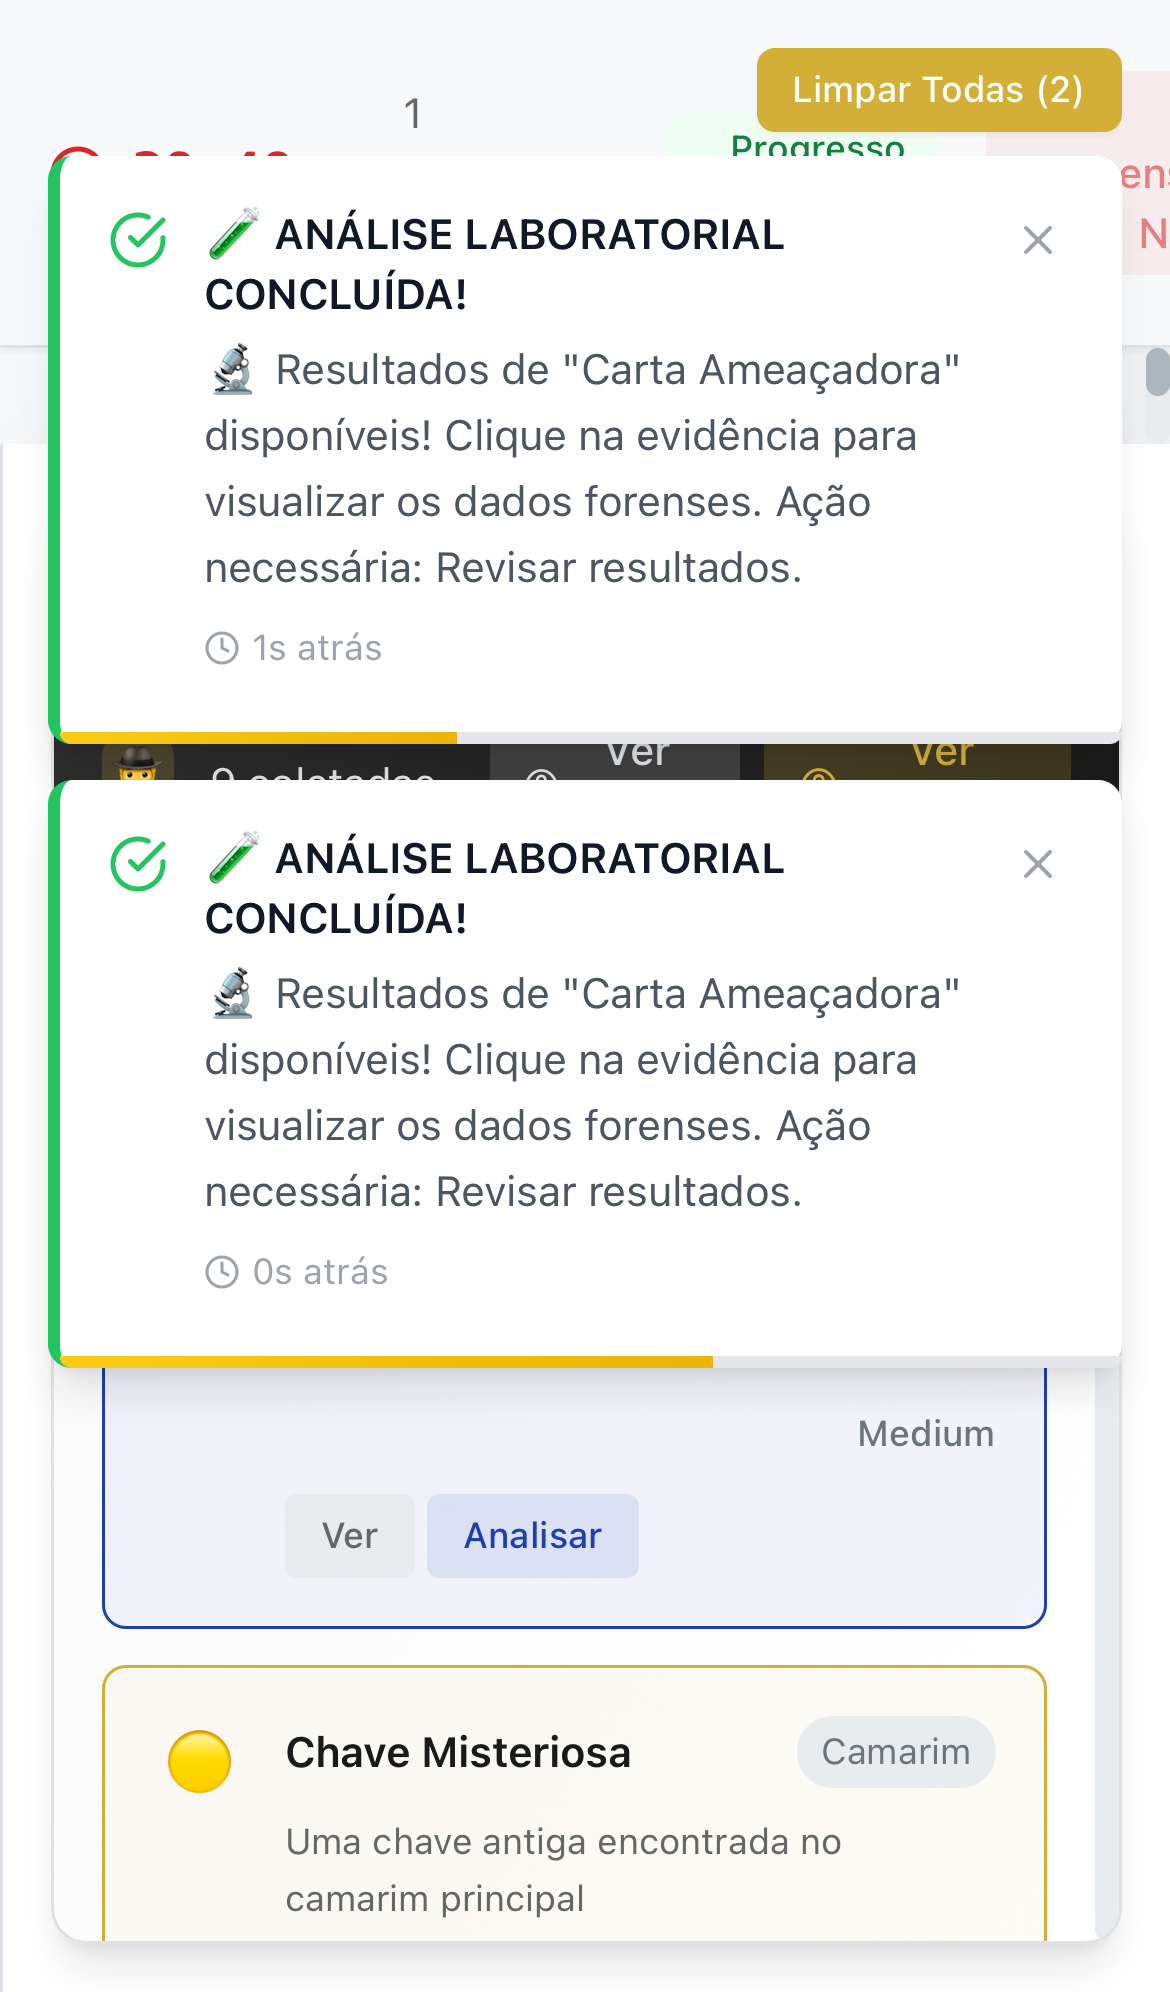 Limpar Todas (2)
1
Progresso
N
ANÁLISE LABORATORIAL
CONCLUÍDA!
Resultados de "Carta Ameaçadora"
disponíveis! Clique na evidência para
visualizar os dados forenses. Ação
necessária: Revisar resultados.
1s atrás
Ver
Ver
9 coletadas
ANÁLISE LABORATORIAL
CONCLUÍDA!
Resultados de "Carta Ameaçadora"
disponíveis! Clique na evidência para
visualizar os dados forenses. Ação
necessária: Revisar resultados.
0s atrás
Medium
Ver
Analisar
Chave Misteriosa
Camarim
Uma chave antiga encontrada no
camarim principal